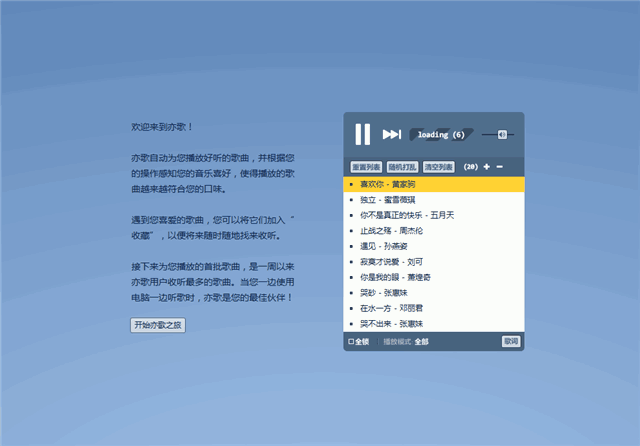 欢迎来到亦歌！
亦歌自动为您播放好听的歌曲，并根据您
的操作感知您的音乐喜好，使得播放的歌
曲越来越符合您的口味。
遇到您喜爱的歌曲，您可以将它们加入“
收藏”，以便将来随时随地找来收听。
接下来为您播放的首批歌曲，是一周以来
亦歌用户收听最多的歌曲。当您一边使用
电脑一边听歌时，亦歌是您的最佳伙伴！
开始亦歌之旅
loading (6)
重置列表 随机打乱 清空列表 (20) + −
喜欢你 - 黄家驹
独立 - 蜜雪薇琪
你不是真正的快乐 - 五月天
止战之殇 - 周杰伦
遇见 - 孙燕姿
寂寞才说爱 - 刘可
你是我的眼 - 萧煌奇
哭砂 - 张惠妹
在水一方 - 邓丽君
哭不出来 - 张惠妹
全锁 播放模式 全部 歌词